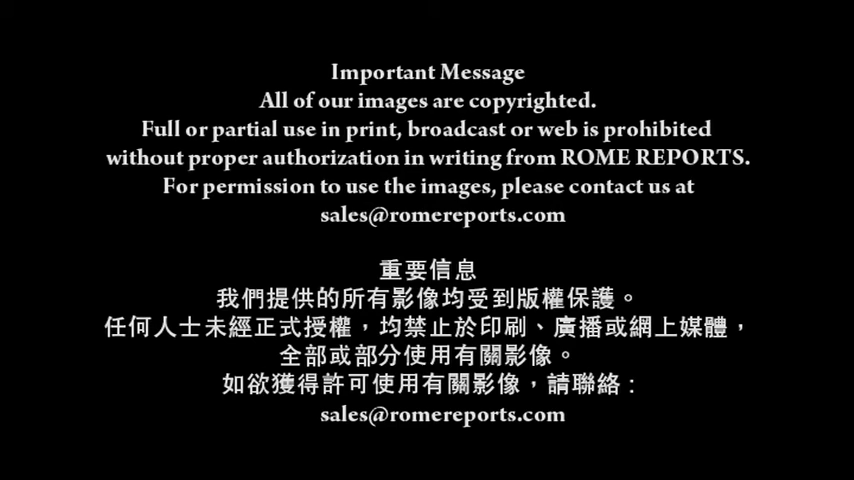 Important Message
All of our images are copyrighted.
Full or partial use in print, broadcast or web is prohibited
without proper authorization in writing from ROME REPORTS.
For permission to use the images, please contact us at
sales@romereports.com
重要信息
我們提供的所有影像均受到版權保護。
任何人士未經正式授權，均禁止於印刷、廣播或網上媒體，
全部或部分使用有關影像。
如欲獲得許可使用有關影像，請聯絡：
sales@romereports.com